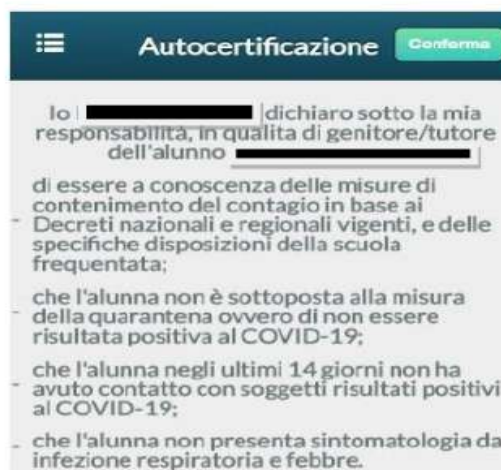 Autocertificazione Conferma
Io dichiaro sotto la mia
responsabilità, in qualita di genitore/tutore
dell'alunno
di essere a conoscenza delle misure di
contenimento del contagio in base ai
- Decreti nazionali e regionali vigenti, e delle
specifiche disposizioni della scuola
frequentata;
che l'alunna non è sottoposta alla misura
- della quarantena ovvero di non essere
risultata positiva al COVID-19;
che l'alunna negli ultimi 14 giorni non ha
- avuto contatto con soggetti risultati positivi
al COVID-19;
- che l'alunna non presenta sintomatologia da
infezione respiratoria e febbre.